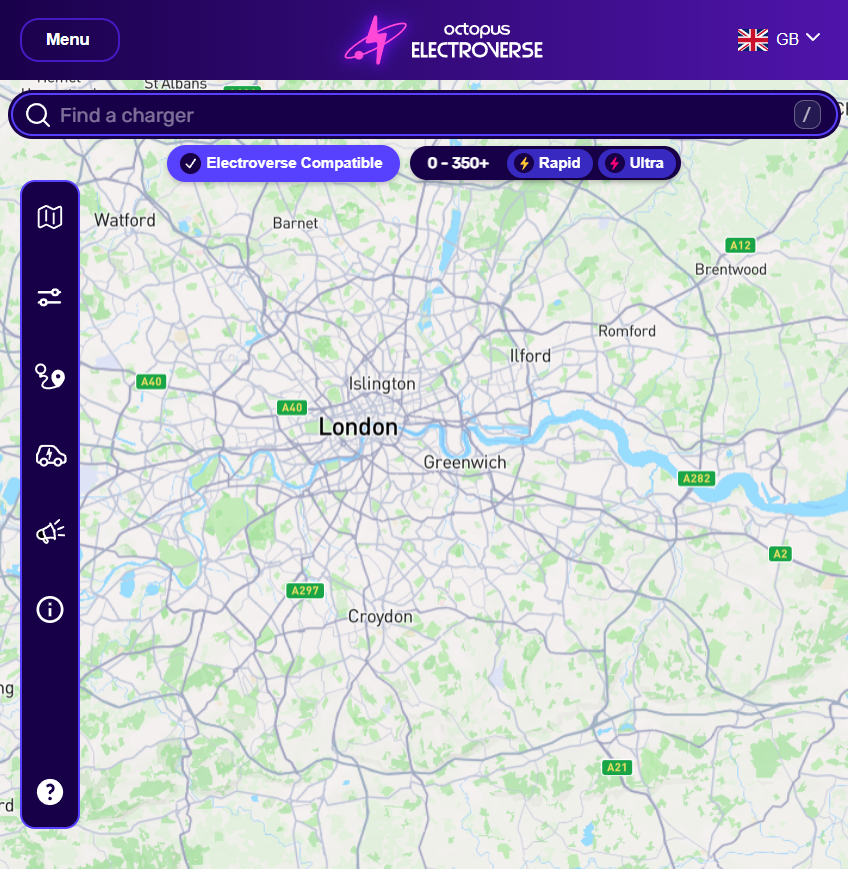 Menu
octopus
ELECTROVERSE
GB
St Albans
Find a charger
/
Electroverse Compatible
0 - 350+
Rapid
Ultra
Watford
Barnet
A12
Brentwood
Romford
Ilford
A40
Islington
A40
London
Greenwich
A282
A2
A297
Croydon
A21